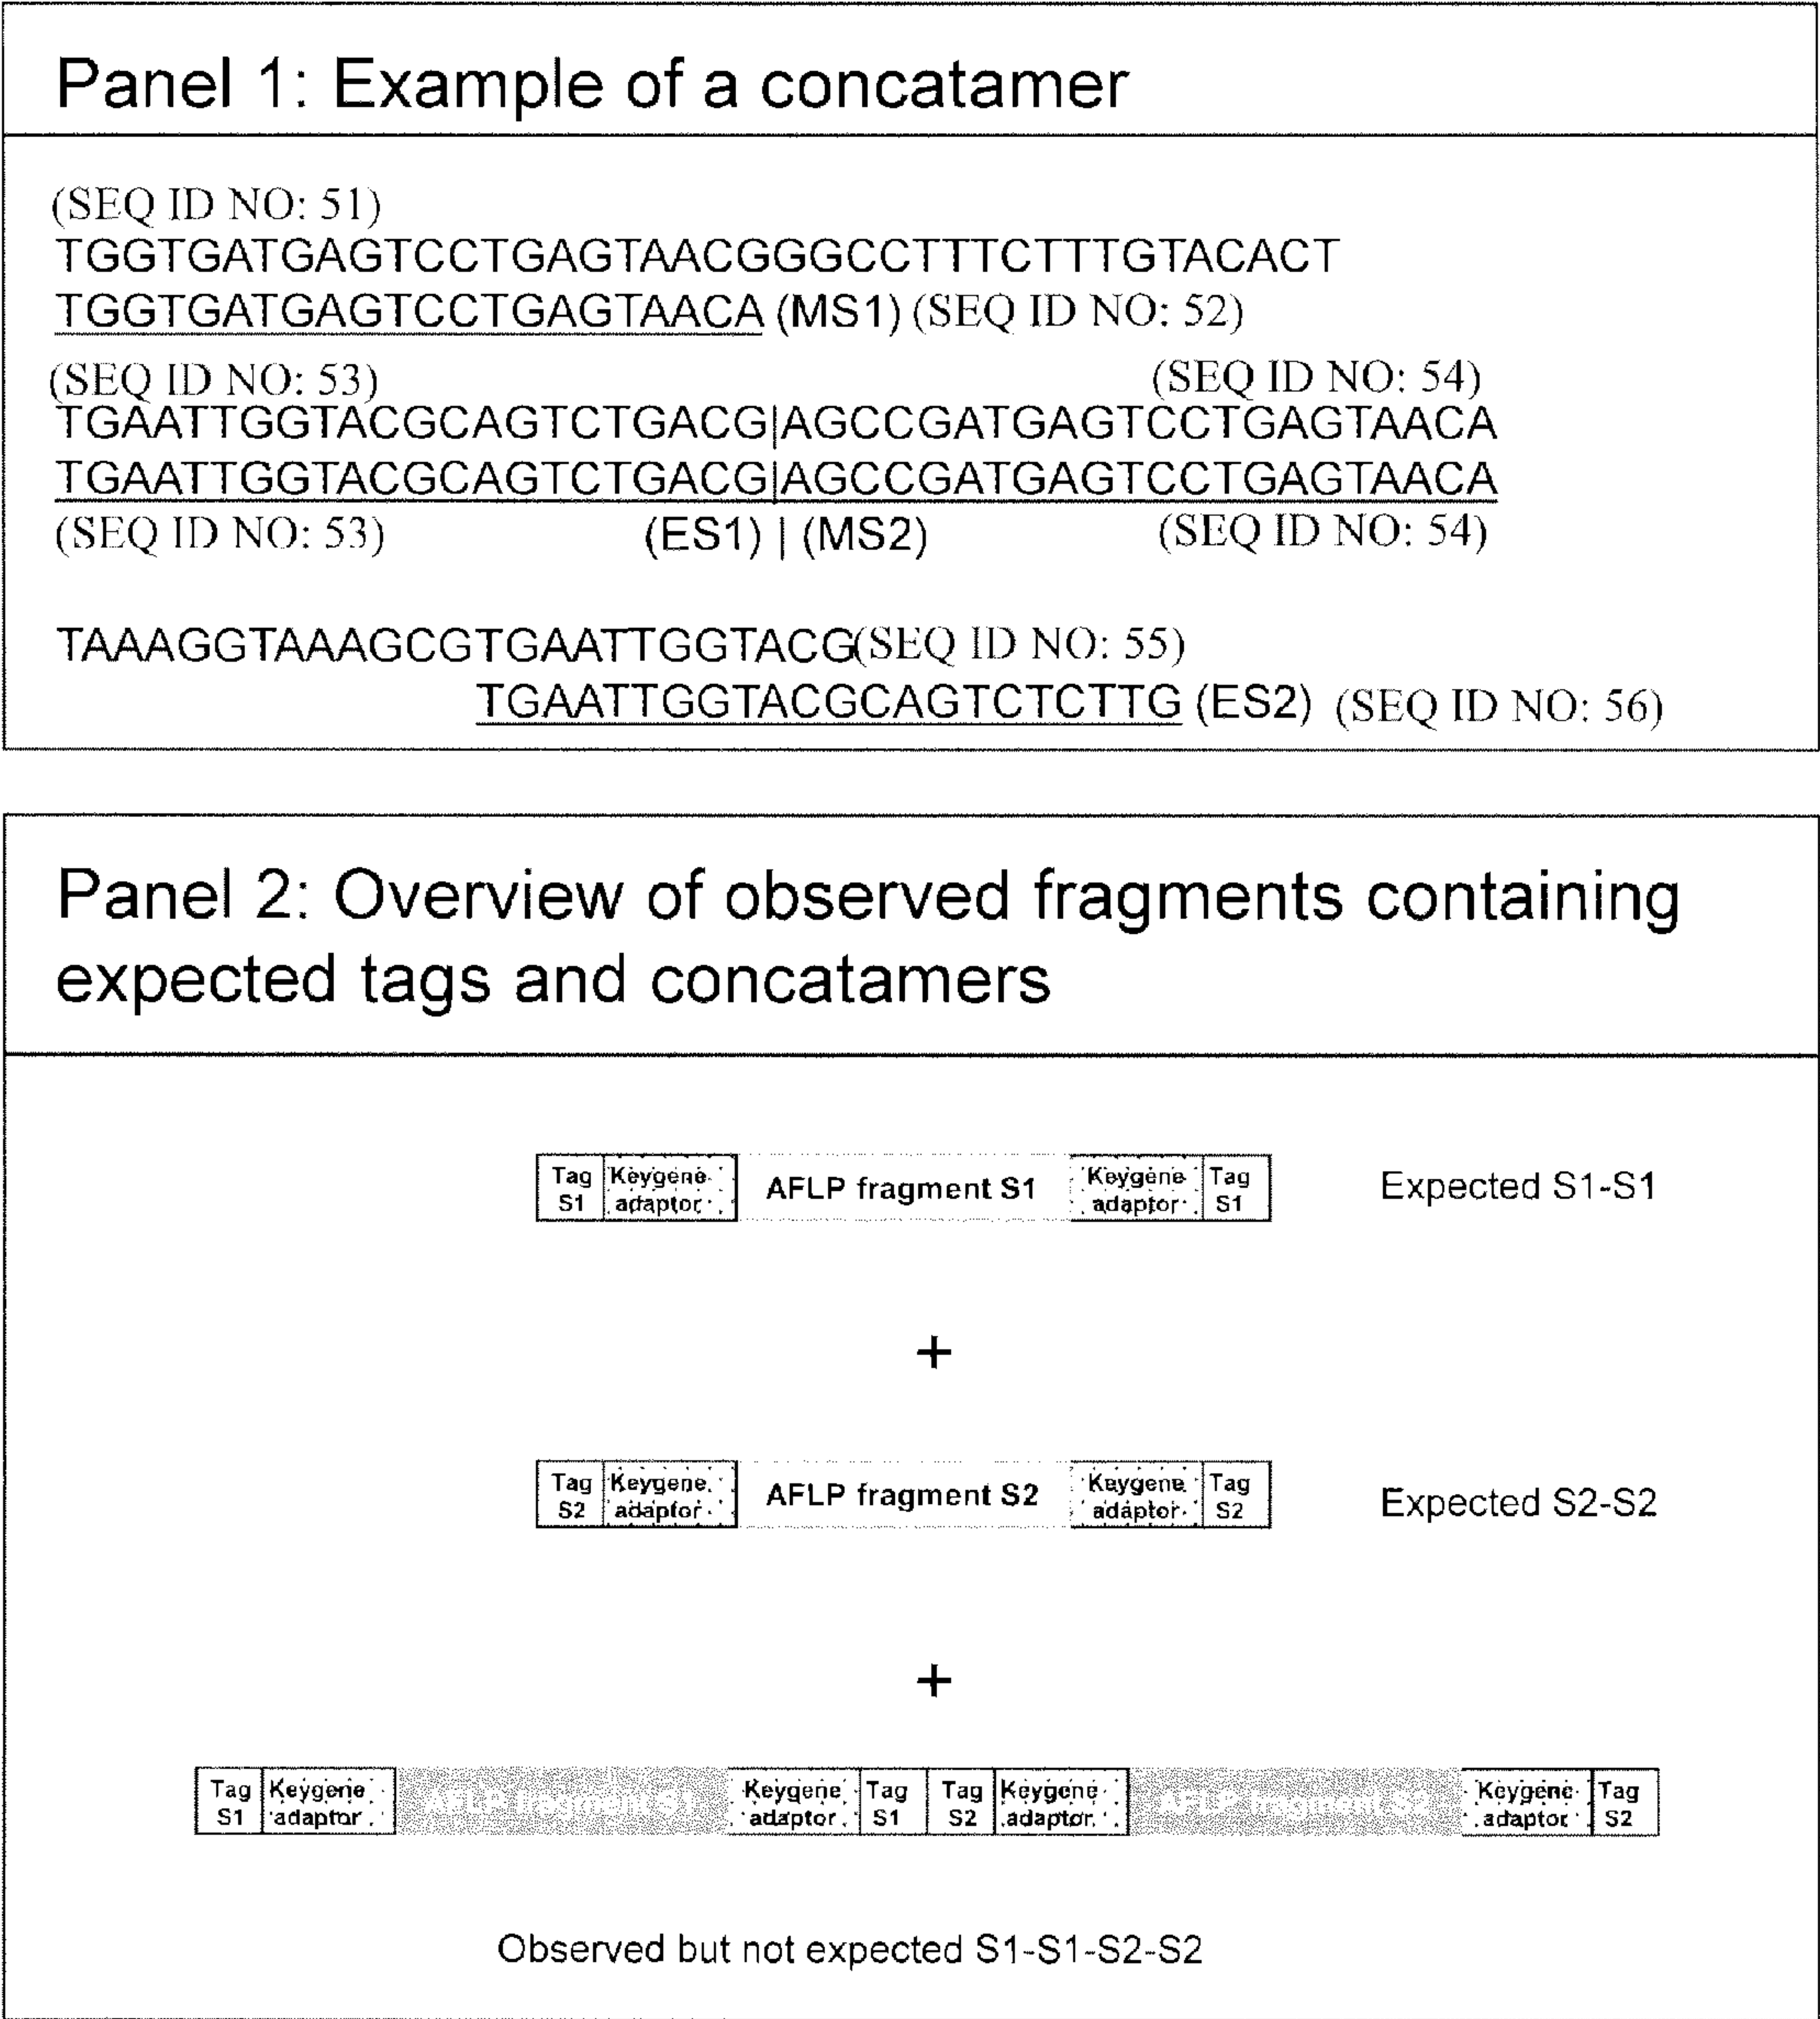 Panel 1: Example of a concatamer
(SEQ ID NO: 51)
TGGTGATGAGTCCTGAGTAACGGGCCTTTCTTTGTACACT
TGGTGATGAGTCCTGAGTAACA (MS1) (SEQ ID NO: 52)
(SEQ ID NO: 53) (SEQ ID NO: 54)
TGAATTGGTACGCAGTCTGACG|AGCCGATGAGTCCTGAGTAACA
TGAATTGGTACGCAGTCTGACG|AGCCGATGAGTCCTGAGTAACA
(SEQ ID NO: 53) (ES1) | (MS2) (SEQ ID NO: 54)
TAAAGGTAAAGCGTGAATTGGTACG(SEQ ID NO: 55)
TGAATTGGTACGCAGTCTCTTG (ES2) (SEQ ID NO: 56)
Panel 2: Overview of observed fragments containing
expected tags and concatamers
Tag Keygene AFLP fragment S1 Keygene Tag Expected S1-S1
S1 adaptor adaptor S1
+
Tag Keygene AFLP fragment S2 Keygene Tag Expected S2-S2
S2 adaptor adaptor S2
+
Tag Keygene AFLP fragment S1 Keygene Tag Tag Keygene AFLP fragment S2 Keygene Tag
S1 adaptor adaptor S1 S2 adaptor adaptor S2
Observed but not expected S1-S1-S2-S2